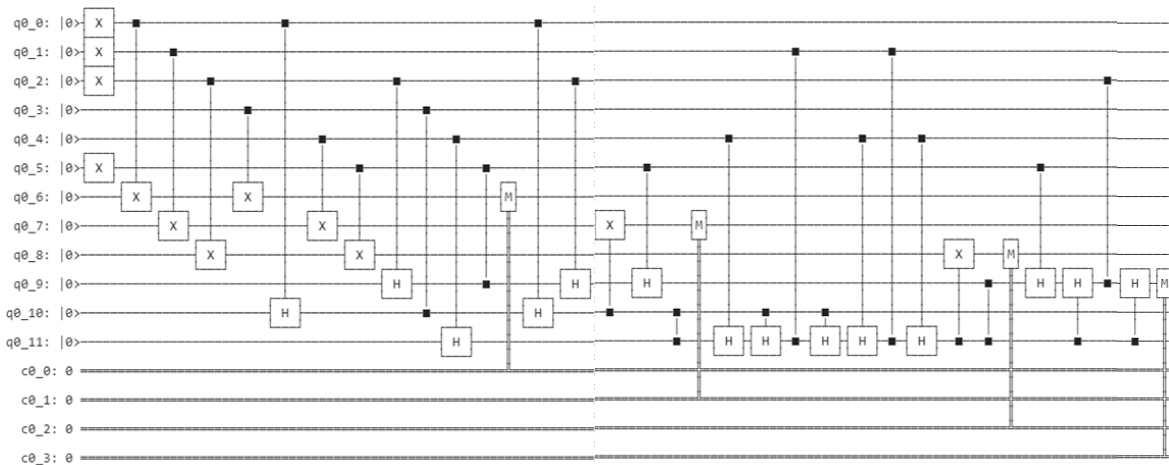 q0_0: |0> X
q0_1: |0> X
q0_2: |0> X
q0_3: |0>
q0_4: |0>
q0_5: |0> X
q0_6: |0> X X M
q0_7: |0> X X X M
q0_8: |0> X X X M
q0_9: |0> H H H H H H M
q0_10: |0> H H
q0_11: |0> H H H H H H
c0_0: 0
c0_1: 0
c0_2: 0
c0_3: 0